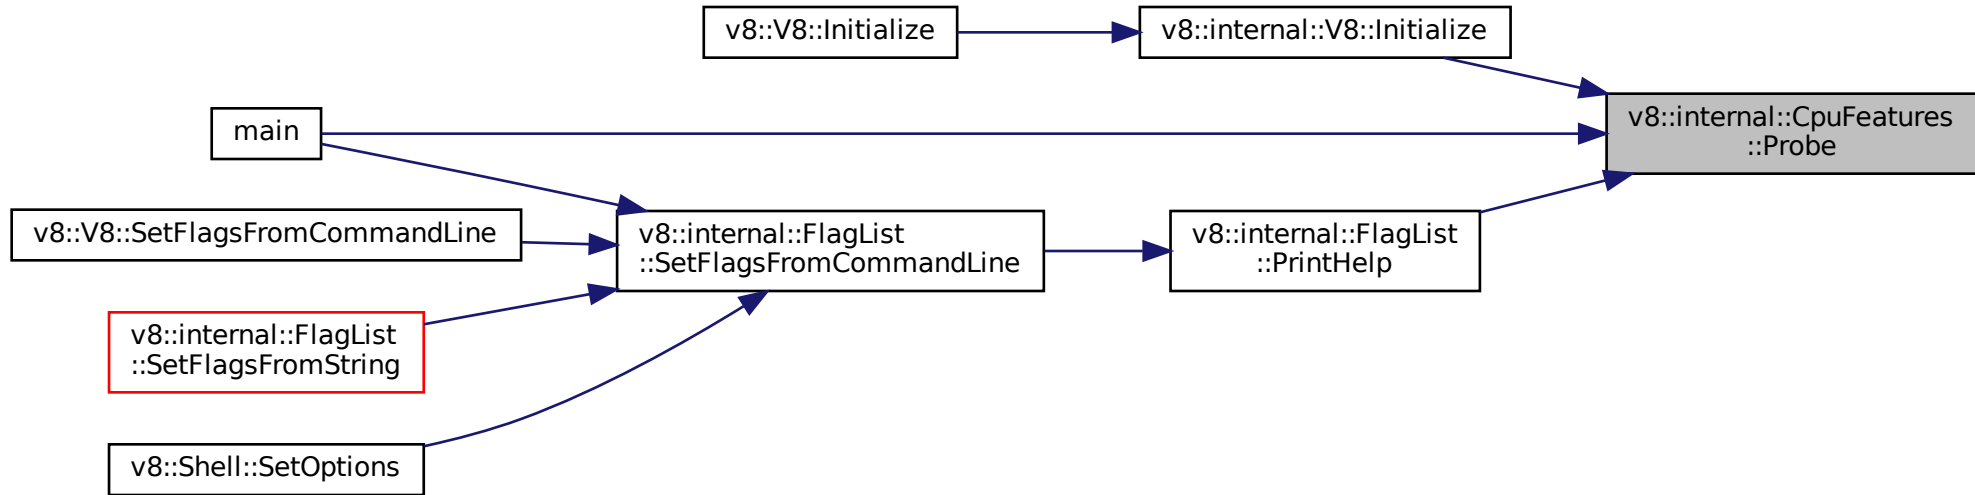 v8::V8::Initialize
v8::internal::V8::Initialize
v8::internal::CpuFeatures
::Probe
main
v8::V8::SetFlagsFromCommandLine
v8::internal::FlagList
::SetFlagsFromCommandLine
v8::internal::FlagList
::PrintHelp
v8::internal::FlagList
::SetFlagsFromString
v8::Shell::SetOptions